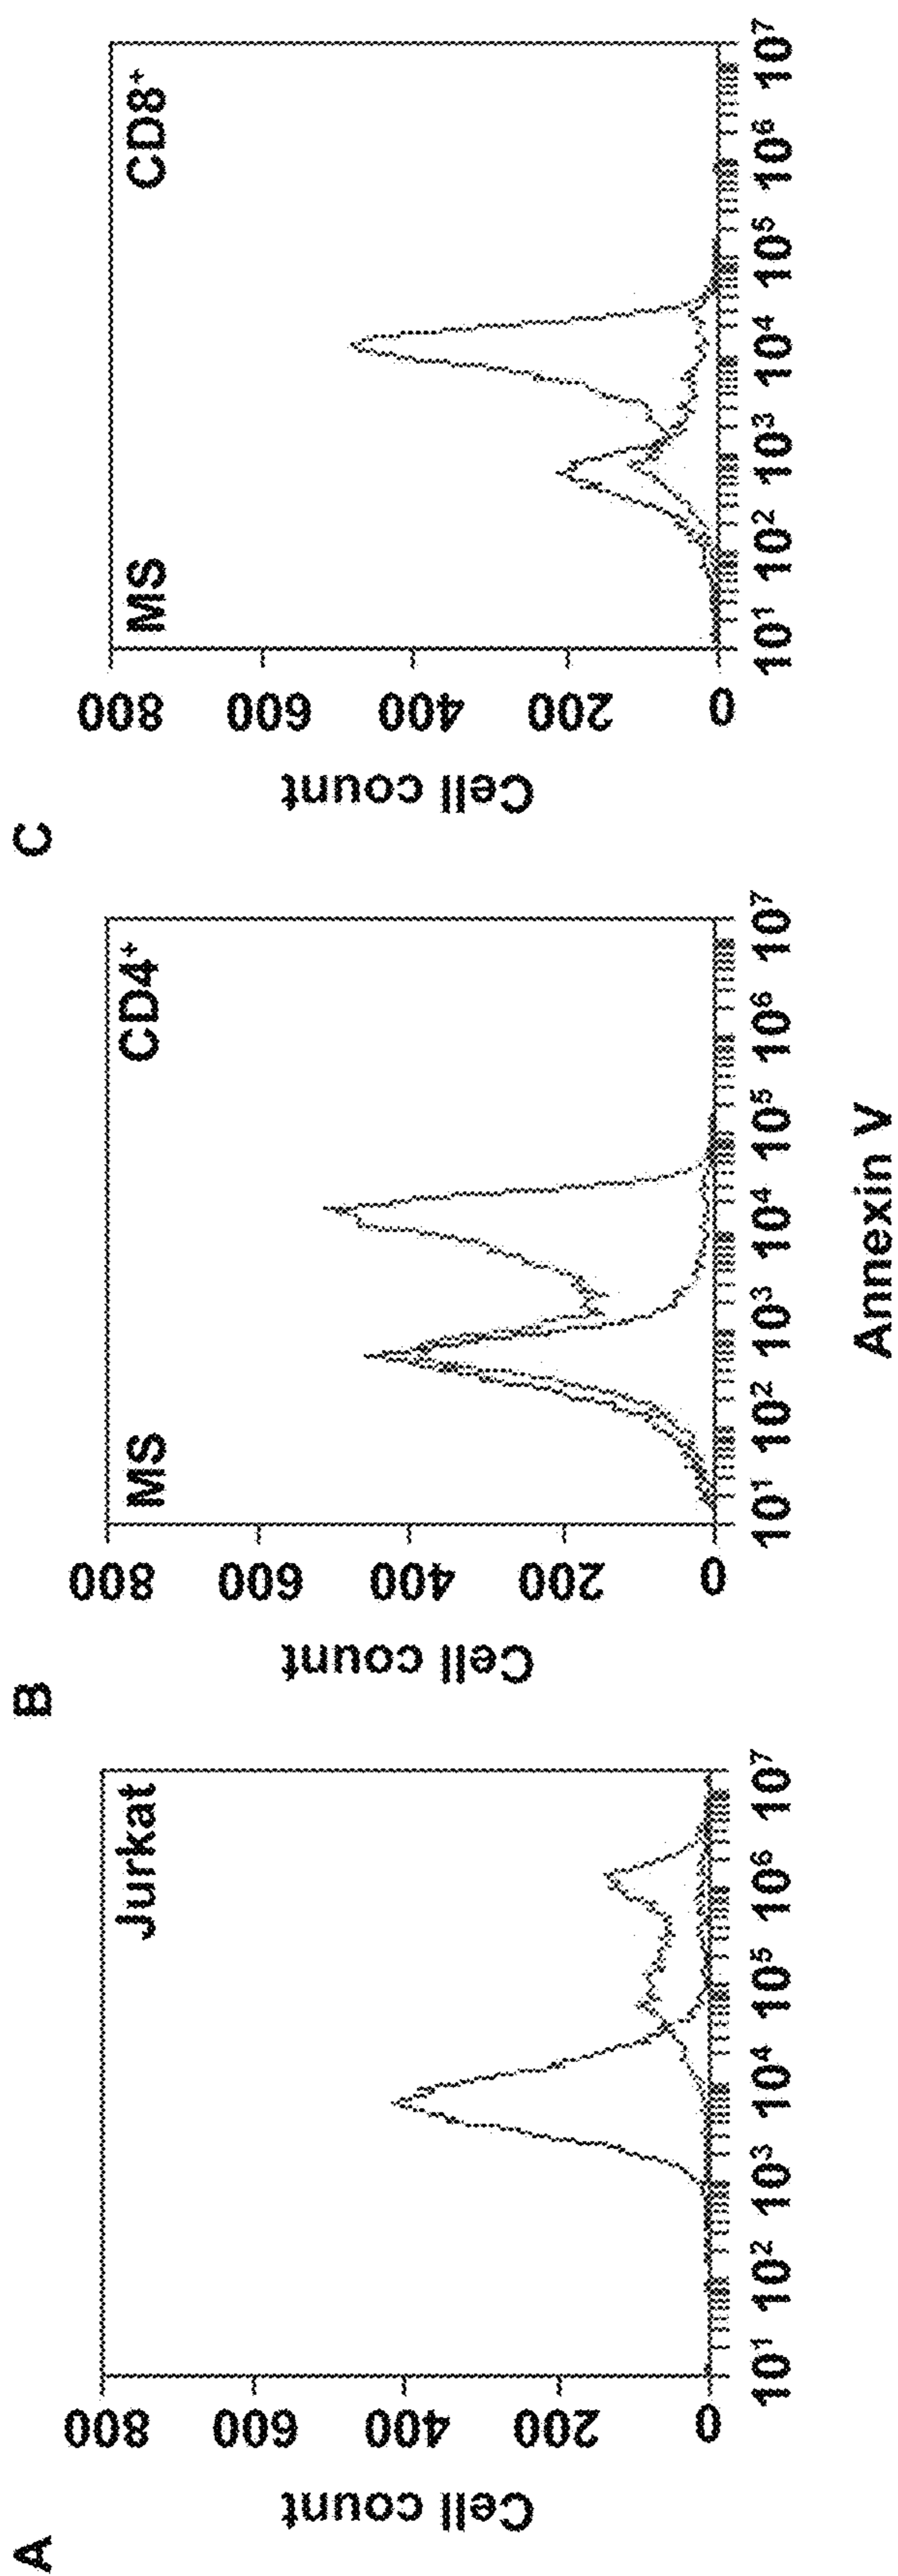 A
Jurkat
Cell count
800
600
400
200
0
10¹ 10² 10³ 10⁴ 10⁵ 10⁶ 10⁷
B
MS CD4⁺
Cell count
800
600
400
200
0
10¹ 10² 10³ 10⁴ 10⁵ 10⁶ 10⁷
Annexin V
C
MS CD8⁺
Cell count
800
600
400
200
0
10¹ 10² 10³ 10⁴ 10⁵ 10⁶ 10⁷